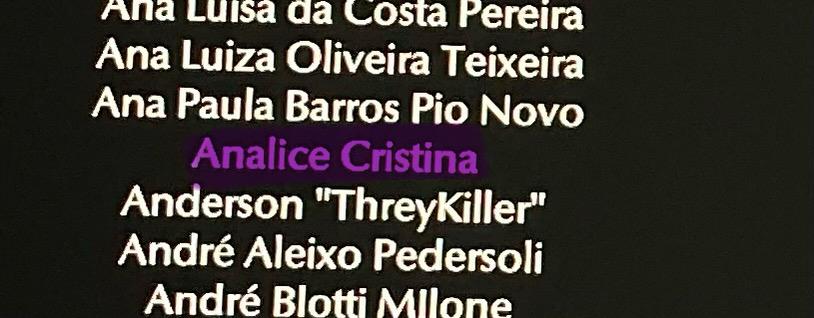 Ana Luisa da Costa Pereira
Ana Luiza Oliveira Teixeira
Ana Paula Barros Pio Novo
Analice Cristina
Anderson "ThreyKiller"
André Aleixo Pedersoli
André Blotti MIlone